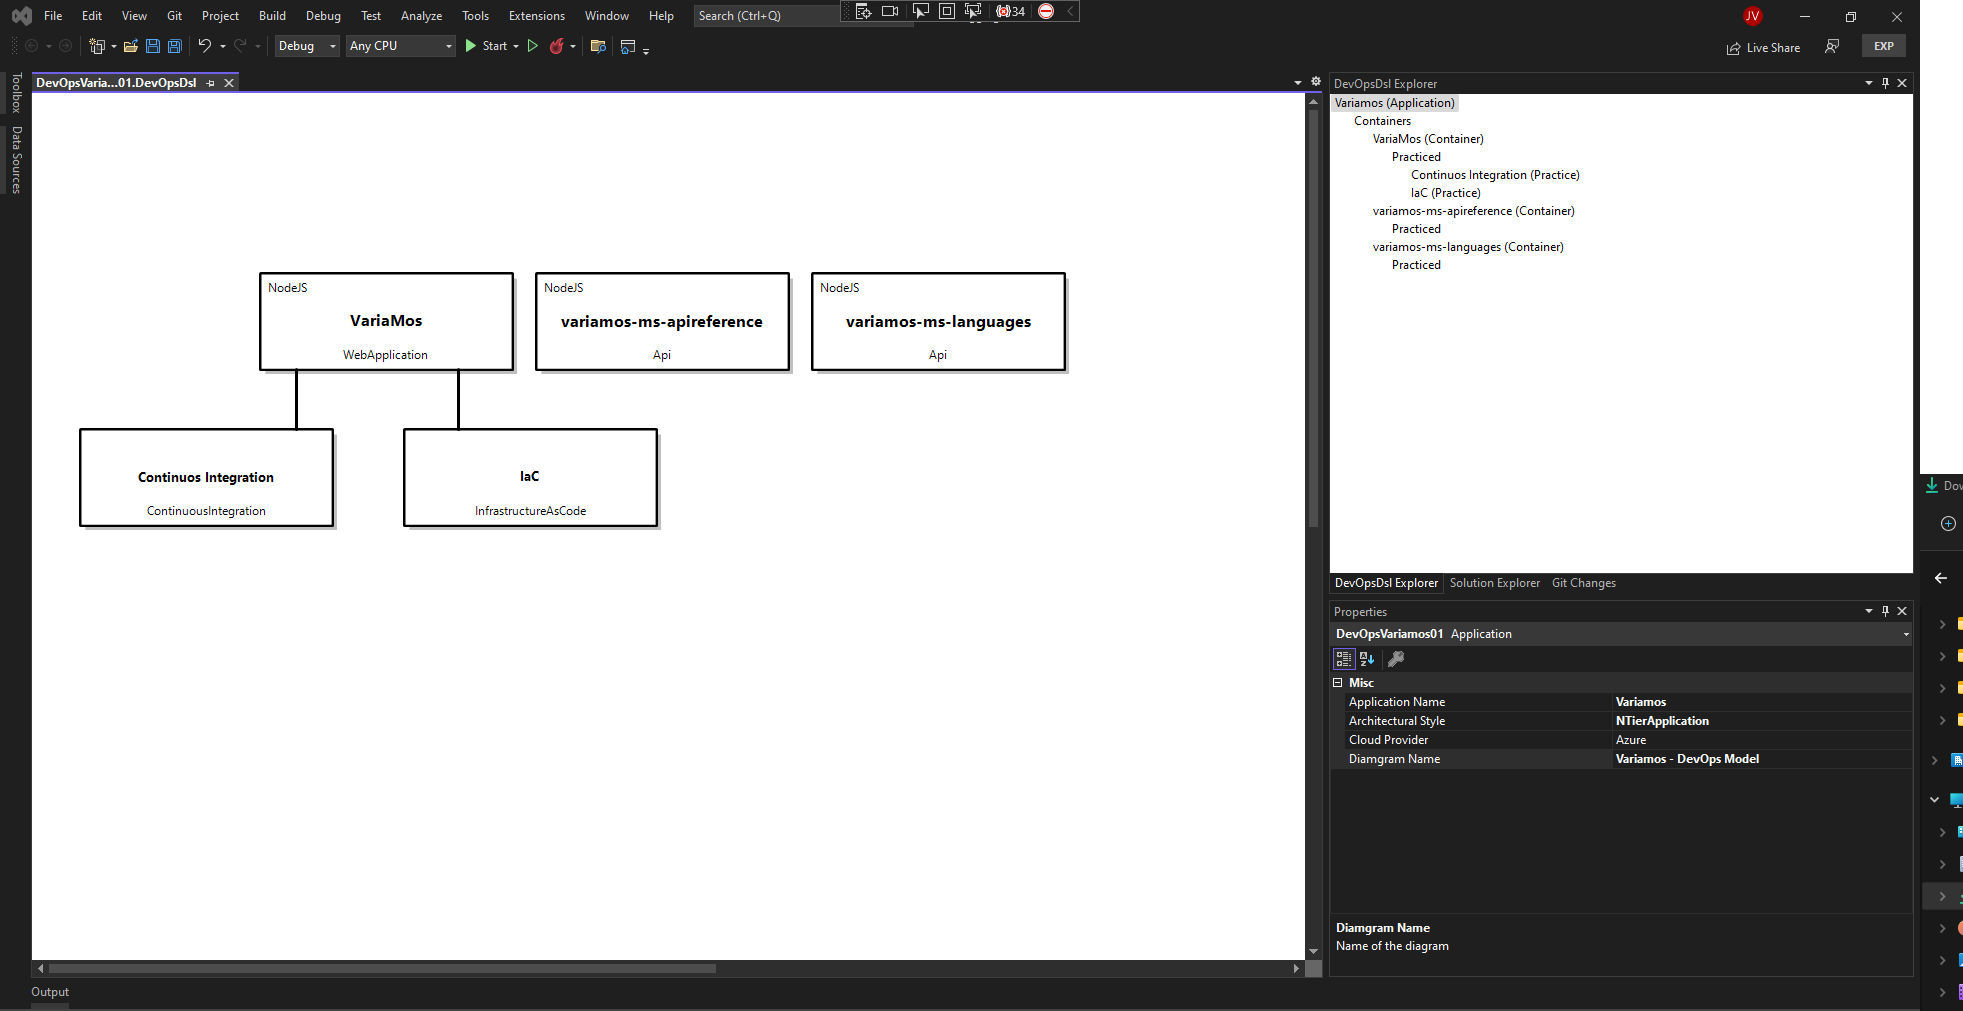 File Edit View Git Project Build Debug Test Analyze Tools Extensions Window Help Search (Ctrl+Q) 34 JV
Debug Any CPU Start Live Share EXP
Toolbox
Data Sources
DevOpsVaria...01.DevOpsDsl
NodeJS
VariaMos
WebApplication
NodeJS
variamos-ms-apireference
Api
NodeJS
variamos-ms-languages
Api
Continuos Integration
ContinuousIntegration
IaC
InfrastructureAsCode
DevOpsDsl Explorer
Variamos (Application)
Containers
VariaMos (Container)
Practiced
Continuos Integration (Practice)
IaC (Practice)
variamos-ms-apireference (Container)
Practiced
variamos-ms-languages (Container)
Practiced
DevOpsDsl Explorer Solution Explorer Git Changes
Properties
DevOpsVariamos01 Application
Misc
Application Name Variamos
Architectural Style NTierApplication
Cloud Provider Azure
Diamgram Name Variamos - DevOps Model
Diamgram Name
Name of the diagram
Output
Dov